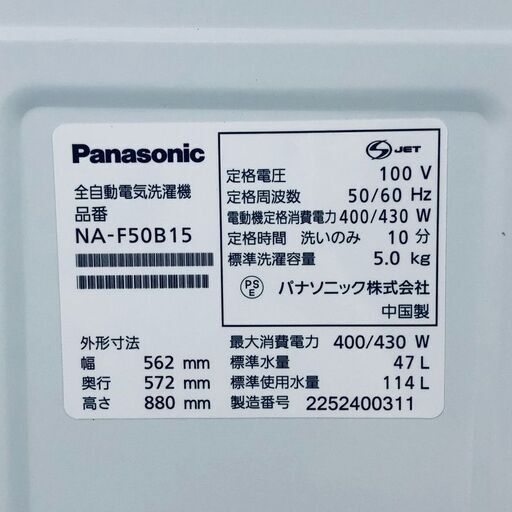 Panasonic
全自動電気洗濯機
品番
NA-F50B15
外形寸法
幅 562 mm
奥行 572 mm
高さ 880 mm
S JET
定格電圧 100 V
定格周波数 50/60 Hz
電動機定格消費電力 400/430 W
定格時間 洗いのみ 10 分
標準洗濯容量 5.0 kg
PSE パナソニック株式会社
中国製
最大消費電力 400/430 W
標準水量 47 L
標準使用水量 114 L
製造番号 2252400311